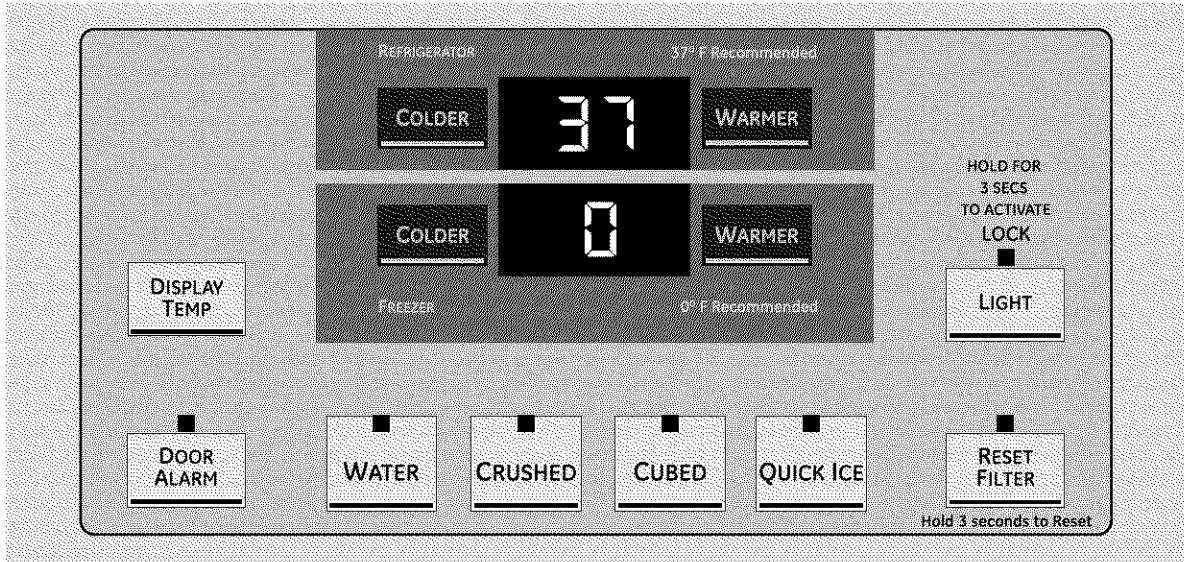 REFRIGERATOR
37° F Recommended
COLDER
37
WARMER
COLDER
0
WARMER
FREEZER
0° F Recommended
DISPLAY
TEMP
HOLD FOR
3 SECS
TO ACTIVATE
LOCK
LIGHT
DOOR
ALARM
WATER
CRUSHED
CUBED
QUICK ICE
RESET
FILTER
Hold 3 seconds to Reset